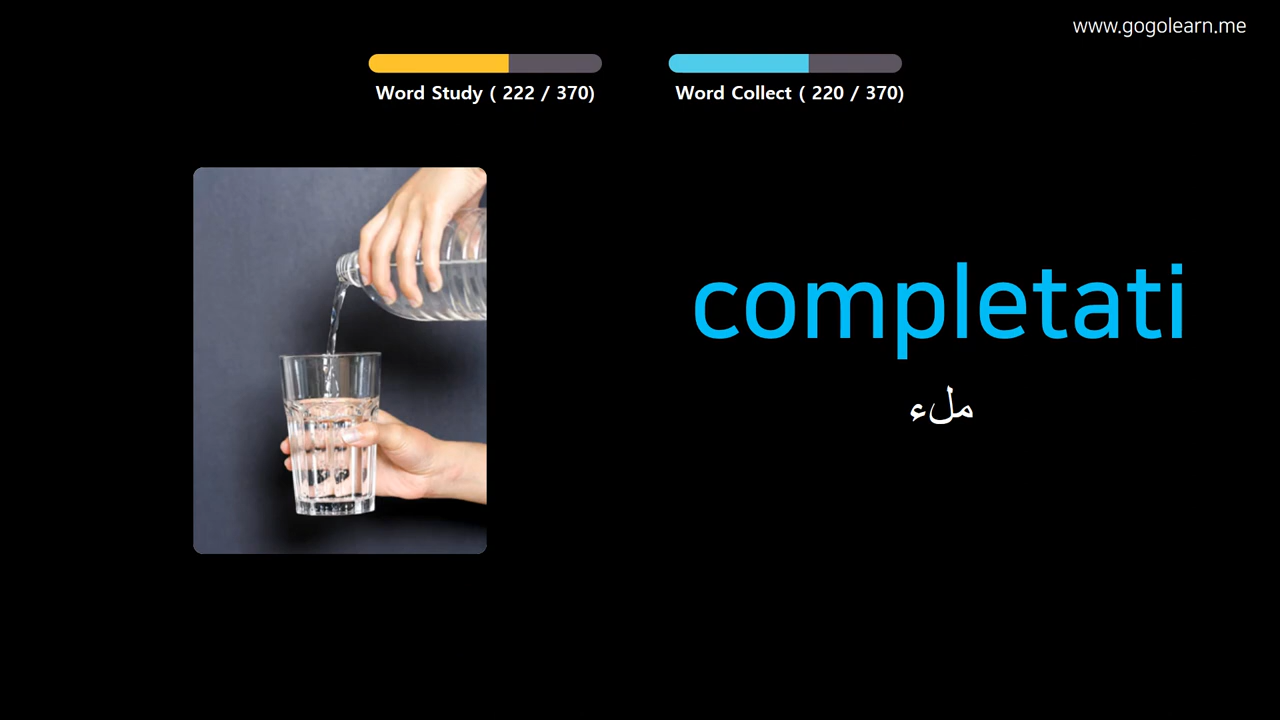 www.gogolearn.me
Word Study ( 222 / 370)
Word Collect ( 220 / 370)
completati
ملء